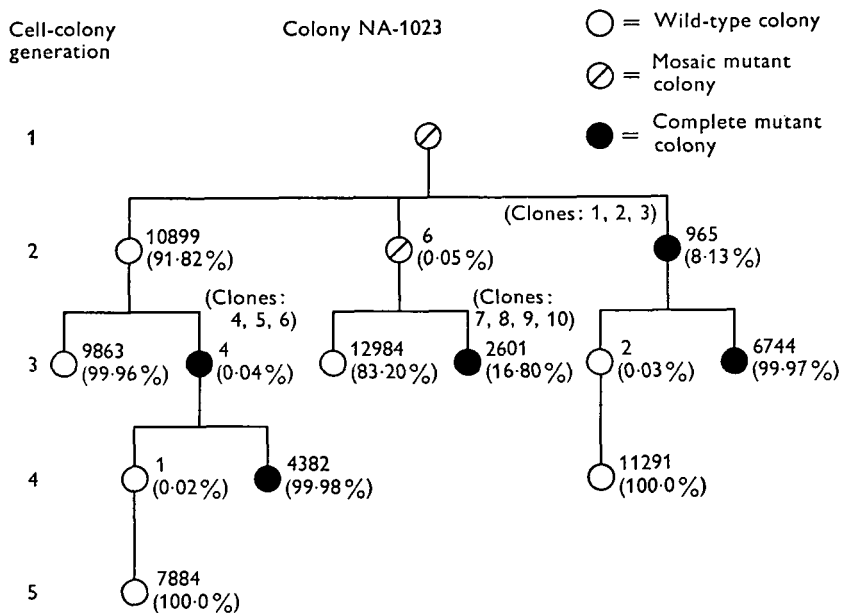 Cell-colony
generation
Colony NA-1023
= Wild-type colony
= Mosaic mutant
colony
= Complete mutant
colony
1
(Clones: 1, 2, 3)
2
10899
(91·82 %)
6
(0·05 %)
965
(8·13 %)
(Clones:
4, 5, 6)
(Clones:
7, 8, 9, 10)
3
9863
(99·96 %)
4
(0·04 %)
12984
(83·20 %)
2601
(16·80 %)
2
(0·03 %)
6744
(99·97 %)
4
1
(0·02 %)
4382
(99·98 %)
11291
(100·0 %)
5
7884
(100·0 %)